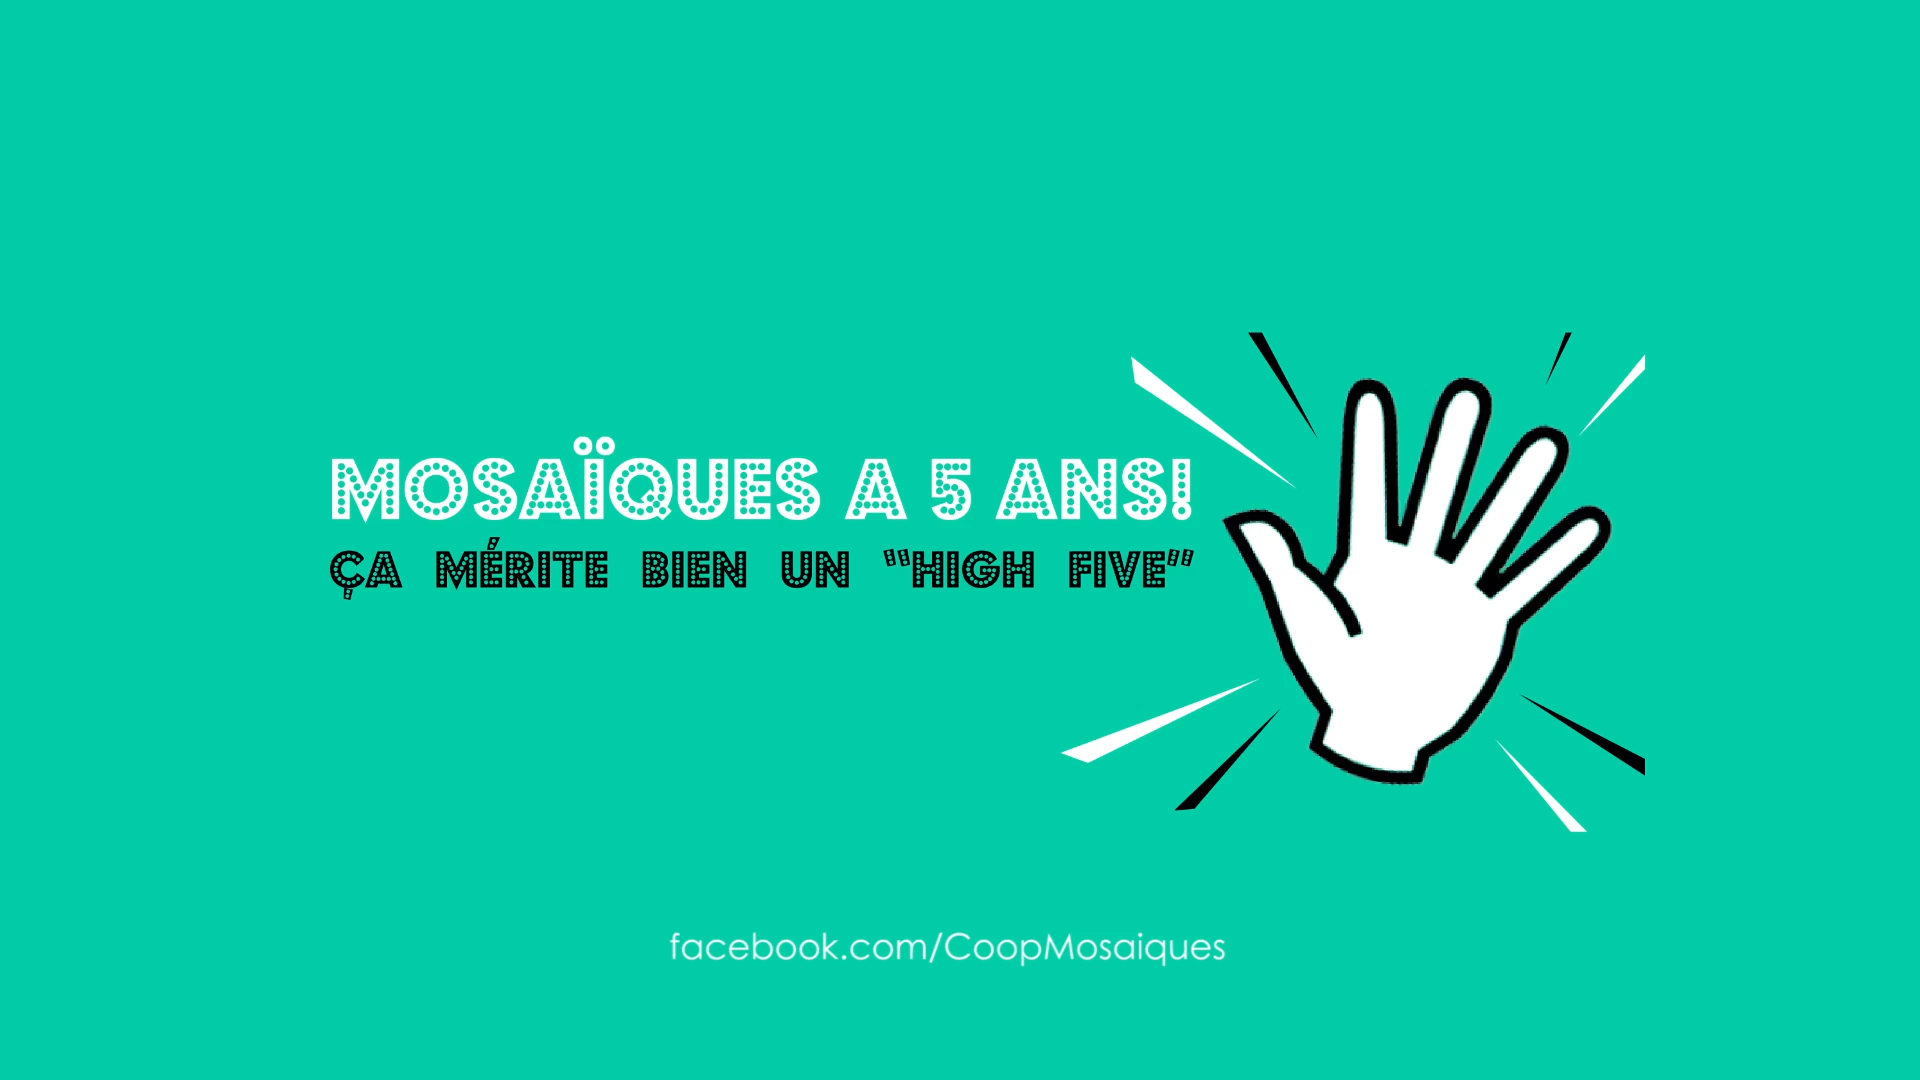 MOSAÏQUES A 5 ANS!
ÇA MÉRITE BIEN UN "HIGH FIVE"
facebook.com/CoopMosaiques